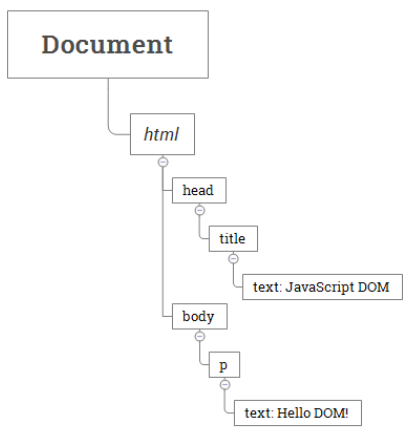 Document
html
head
title
text: JavaScript DOM
body
p
text: Hello DOM!